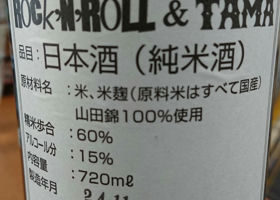 ROCK'N'ROLL & TAMA
品目：日本酒（純米酒）
原材料名：米、米麹（原料米はすべて国産）
山田錦100%使用
精米歩合：60%
アルコール分：15%
内容量：720mℓ
製造年月
24.11